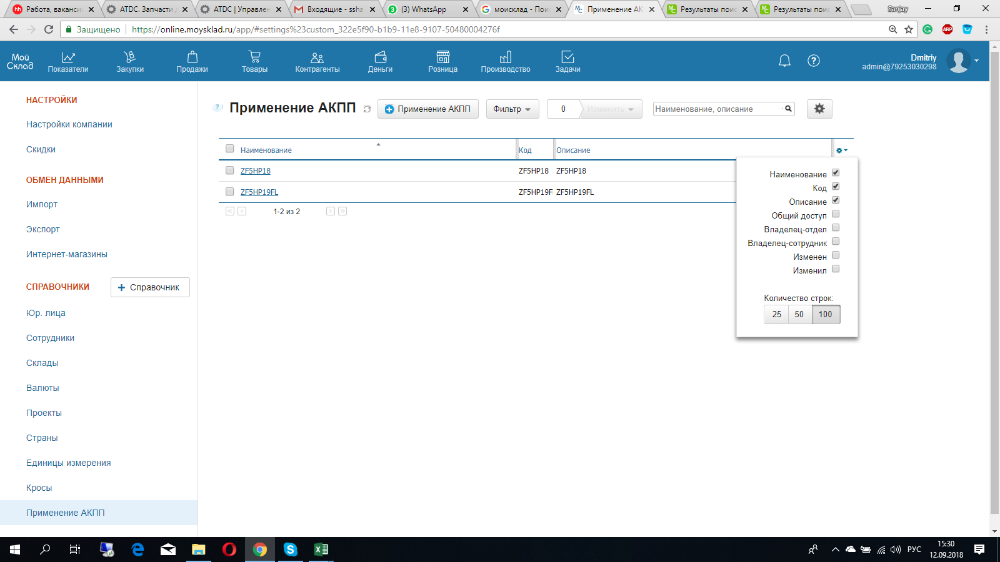 Работа, ваканси
ATDC. Запчасти д
ATDC | Управлен
Входящие - ssha
(3) WhatsApp
моисклад - Пои
Применение АК
Результаты пои
Результаты пои
Sanjay
Защищено
https://online.moysklad.ru/app/#settings%23custom_322e5f90-b1b9-11e8-9107-50480004276f
ABP
Мой
Склад
Показатели
Закупки
Продажи
Товары
Контрагенты
Деньги
Розница
Производство
Задачи
Dmitriy
admin@79253030298
НАСТРОЙКИ
Настройки компании
Скидки
ОБМЕН ДАННЫМИ
Импорт
Экспорт
Интернет-магазины
СПРАВОЧНИКИ
Справочник
Юр. лица
Сотрудники
Склады
Валюты
Проекты
Страны
Единицы измерения
Кросы
Применение АКПП
Применение АКПП
Применение АКПП
Фильтр
0
Изменить
Наименование, описание
Наименование
Код
Описание
ZF5HP18 ZF5HP18 ZF5HP18
ZF5HP19FL ZF5HP19F ZF5HP19FL
1-2 из 2
Наименование
Код
Описание
Общий доступ
Владелец-отдел
Владелец-сотрудник
Изменен
Изменил
Количество строк:
25 50 100
РУС
15:30
12.09.2018